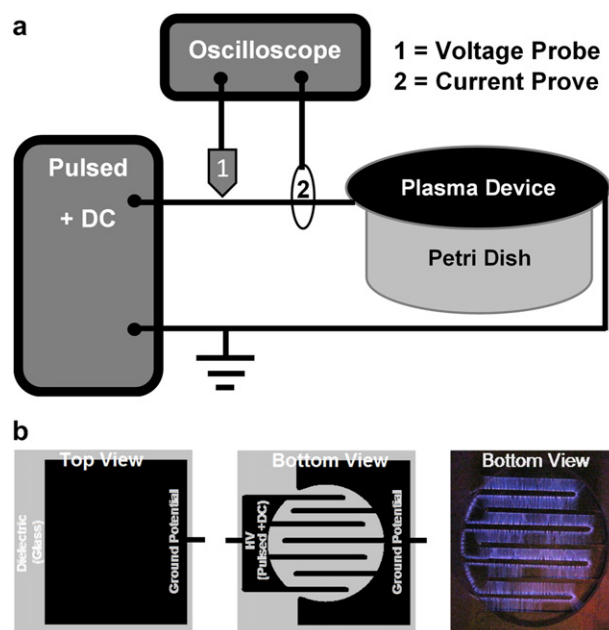 a
Oscilloscope
1 = Voltage Probe
2 = Current Prove
Pulsed
+ DC
1
2
Plasma Device
Petri Dish
b
Top View
Dielectric
(Glass)
Ground Potential
Bottom View
HV
(Pulsed +DC)
Ground Potential
Bottom View